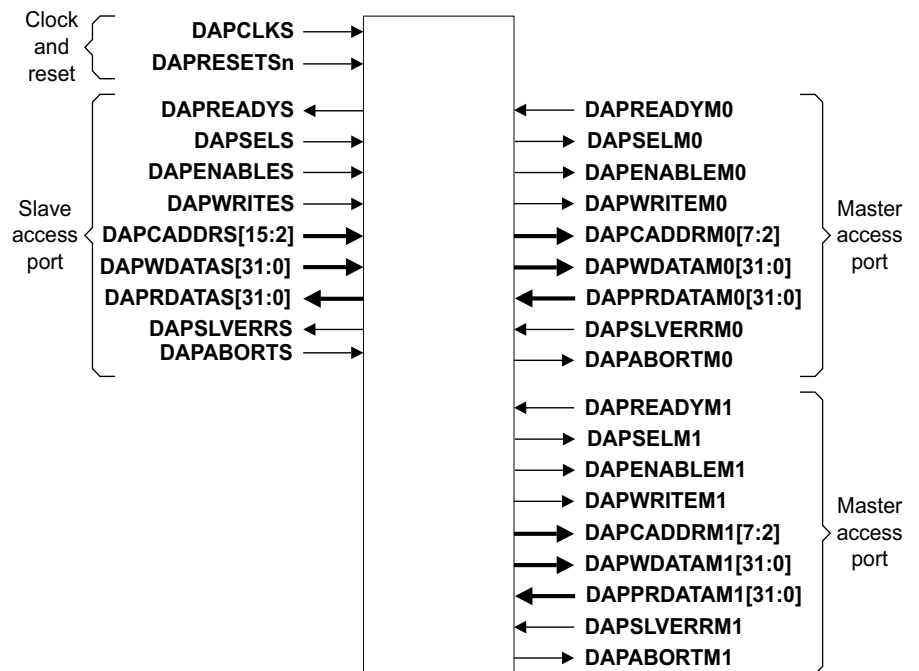 Clock
and
reset
DAPCLKS
DAPRESETSn
Slave
access
port
DAPREADYS
DAPSELS
DAPENABLES
DAPWRITES
DAPCADDRS[15:2]
DAPWDATAS[31:0]
DAPRDATAS[31:0]
DAPSLVERRS
DAPABORTS
DAPREADYM0
DAPSELM0
DAPENABLEM0
DAPWRITEM0
DAPCADDRM0[7:2]
DAPWDATAM0[31:0]
DAPPRDATAM0[31:0]
DAPSLVERRM0
DAPABORTM0
Master
access
port
DAPREADYM1
DAPSELM1
DAPENABLEM1
DAPWRITEM1
DAPCADDRM1[7:2]
DAPWDATAM1[31:0]
DAPPRDATAM1[31:0]
DAPSLVERRM1
DAPABORTM1
Master
access
port